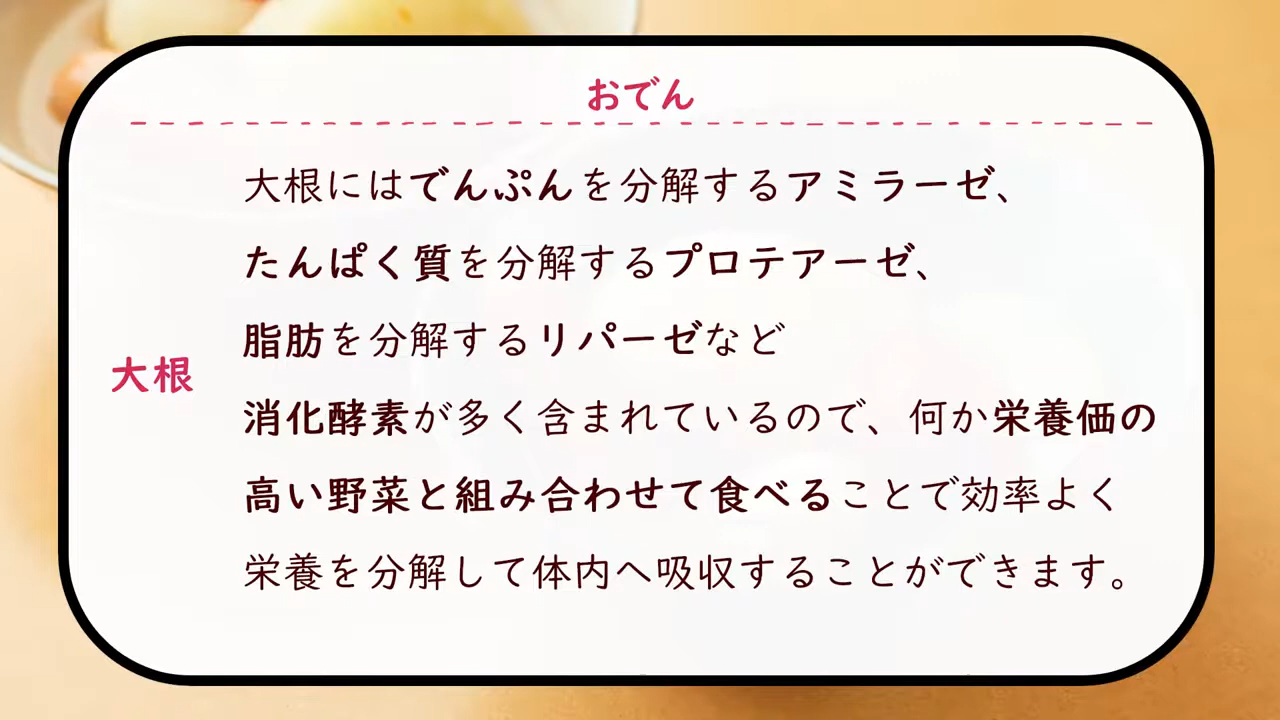 おでん
大根
大根にはでんぷんを分解するアミラーゼ、
たんぱく質を分解するプロテアーゼ、
脂肪を分解するリパーゼなど
消化酵素が多く含まれているので、何か栄養価の
高い野菜と組み合わせて食べることで効率よく
栄養を分解して体内へ吸収することができます。